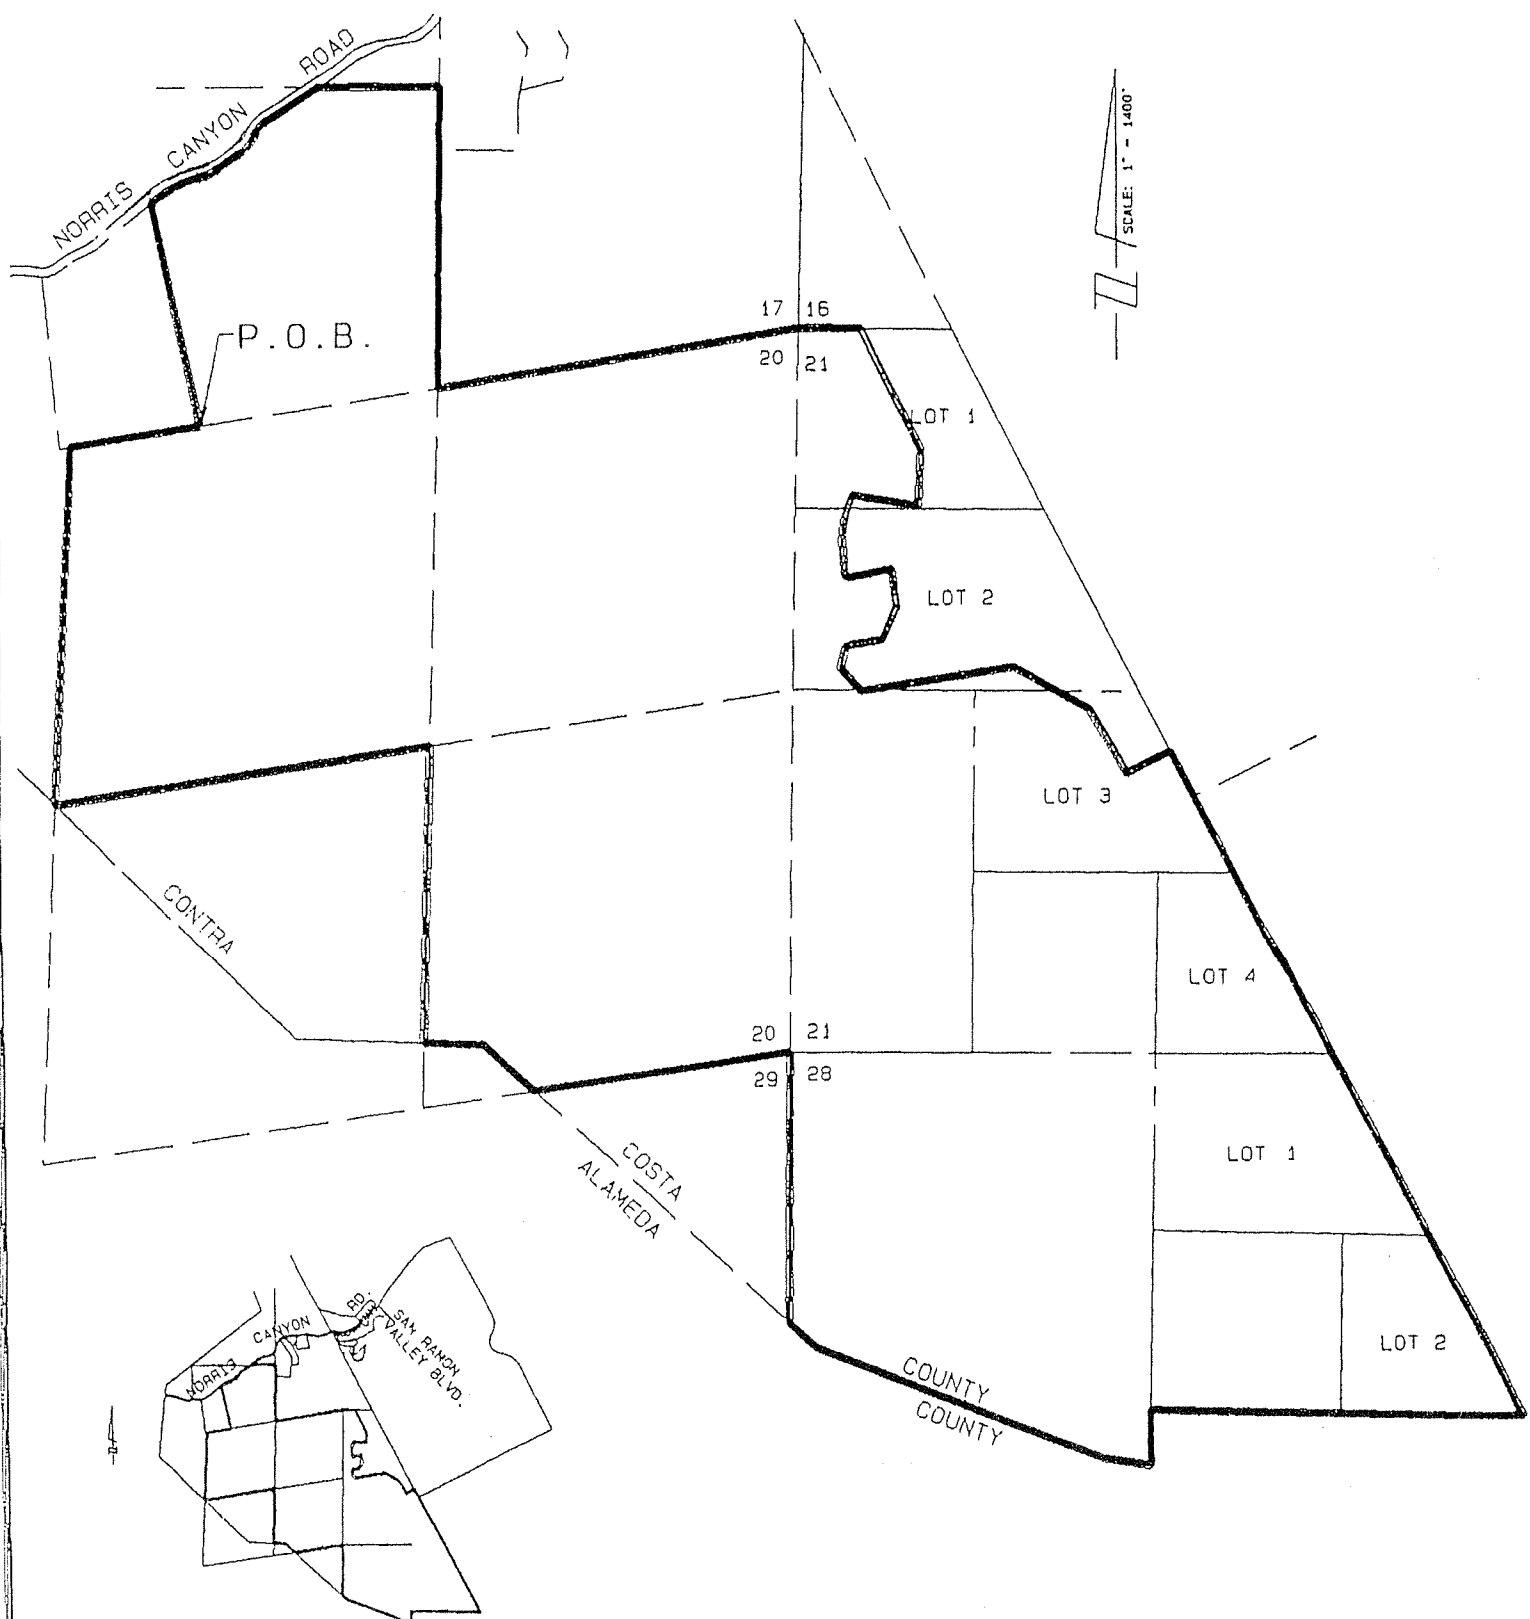 NORRIS CANYON ROAD
SCALE: 1" - 1400'
N
P.O.B.
17 16
20 21
LOT 1
LOT 2
LOT 3
CONTRA
LOT 4
20 21
29 28
COSTA
ALAMEDA
LOT 1
LOT 2
COUNTY
COUNTY
NORRIS CANYON RD.
SAN RAMON
VALLEY BLVD.
N